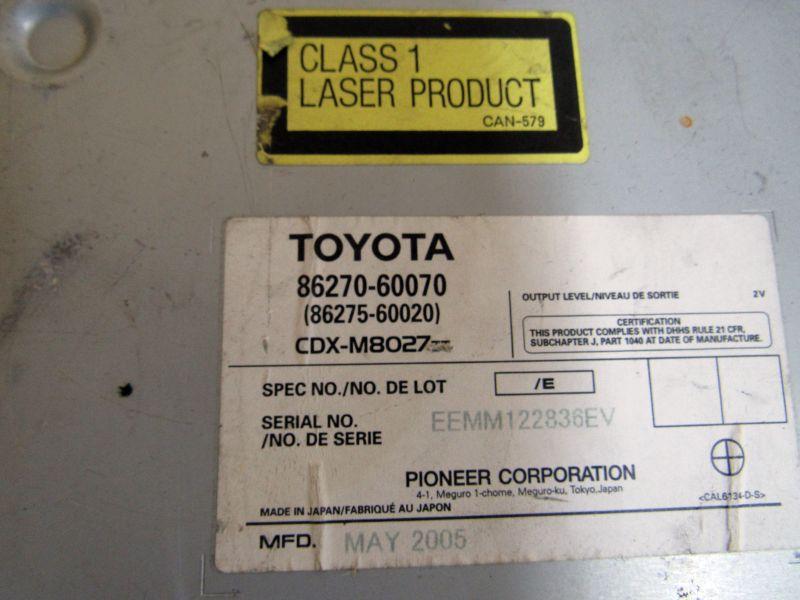 CLASS 1
LASER PRODUCT
CAN-579
TOYOTA
86270-60070
(86275-60020)
CDX-M8027
OUTPUT LEVEL/NIVEAU DE SORTIE 2V
CERTIFICATION
THIS PRODUCT COMPLIES WITH DHHS RULE 21 CFR,
SUBCHAPTER J, PART 1040 AT DATE OF MANUFACTURE.
SPEC NO./NO. DE LOT /E
SERIAL NO. EEMM122836EV
/NO. DE SERIE
PIONEER CORPORATION
4-1, Meguro 1-chome, Meguro-ku, Tokyo,Japan
<CAL6134-D-S>
MADE IN JAPAN/FABRIQUÉ AU JAPON
MFD. MAY 2005